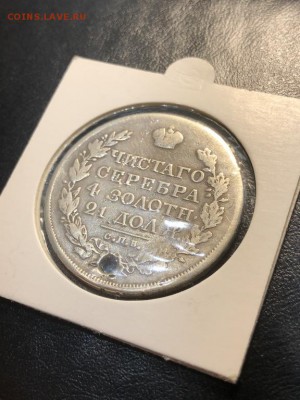 COINS.LAVE.RU
ЧИСТАГО
СЕРЕБРА
4 ЗОЛОТН.
21 ДОЛ
С.П.Б.